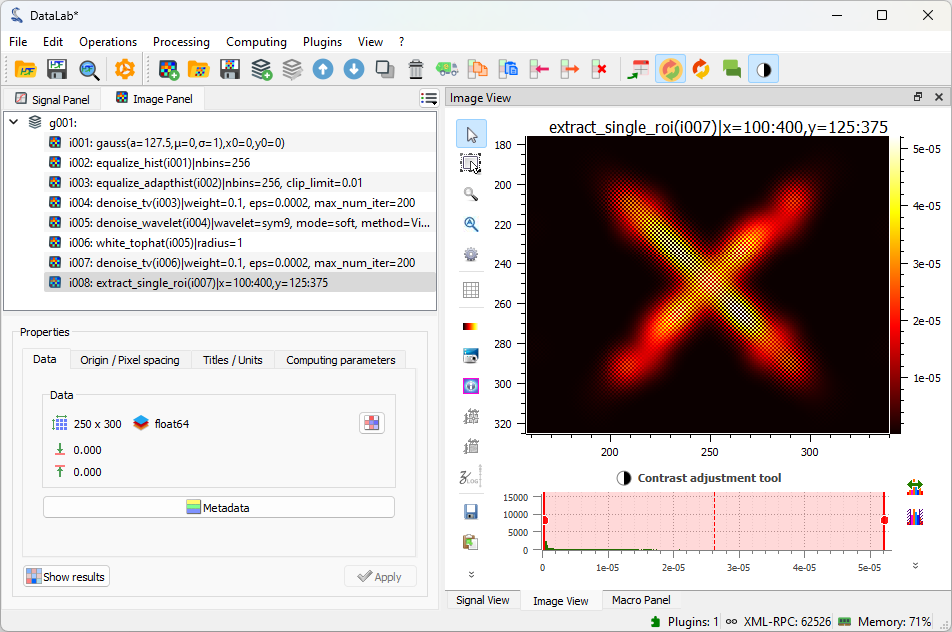 DataLab*
File Edit Operations Processing Computing Plugins View ?
Signal Panel Image Panel
g001:
i001: gauss(a=127.5,μ=0,σ=1),x0=0,y0=0)
i002: equalize_hist(i001)|nbins=256
i003: equalize_adapthist(i002)|nbins=256, clip_limit=0.01
i004: denoise_tv(i003)|weight=0.1, eps=0.0002, max_num_iter=200
i005: denoise_wavelet(i004)|wavelet=sym9, mode=soft, method=Vi...
i006: white_tophat(i005)|radius=1
i007: denoise_tv(i006)|weight=0.1, eps=0.0002, max_num_iter=200
i008: extract_single_roi(i007)|x=100:400,y=125:375
Properties
Data Origin / Pixel spacing Titles / Units Computing parameters
Data
250 x 300 float64
0.000
0.000
Metadata
Show results Apply
Image View
extract_single_roi(i007)|x=100:400,y=125:375
180
200
220
240
260
280
300
320
200 250 300
5e-05
4e-05
3e-05
2e-05
1e-05
LOG
Contrast adjustment tool
15000
10000
5000
0
0 1e-05 2e-05 3e-05 4e-05 5e-05
Signal View Image View Macro Panel
Plugins: 1 XML-RPC: 62526 Memory: 71%